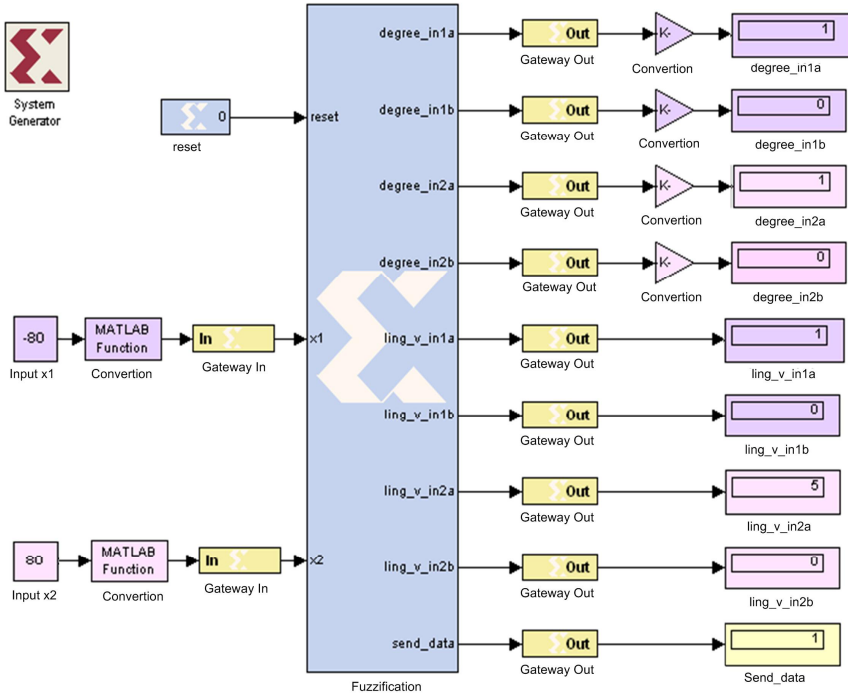 System
Generator
0
reset
-80
Input x1
MATLAB
Function
Convertion
In
Gateway In
80
Input x2
MATLAB
Function
Convertion
In
Gateway In
reset
x1
x2
degree_in1a
degree_in1b
degree_in2a
degree_in2b
ling_v_in1a
ling_v_in1b
ling_v_in2a
ling_v_in2b
send_data
Fuzzification
Out
Gateway Out
K-
Convertion
1
degree_in1a
Out
Gateway Out
K-
Convertion
0
degree_in1b
Out
Gateway Out
K-
Convertion
1
degree_in2a
Out
Gateway Out
K-
Convertion
0
degree_in2b
Out
Gateway Out
1
ling_v_in1a
Out
Gateway Out
0
ling_v_in1b
Out
Gateway Out
5
ling_v_in2a
Out
Gateway Out
0
ling_v_in2b
Out
Gateway Out
1
Send_data